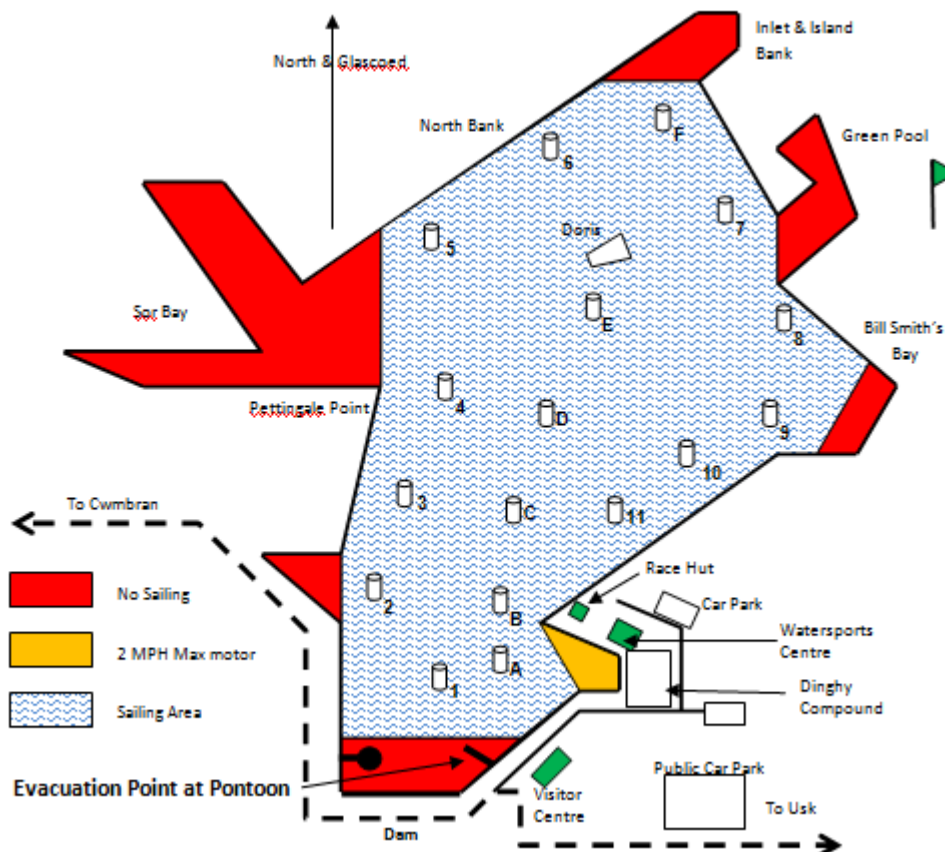 Inlet & Island
Bank
North & Glascoed
North Bank
F
Green Pool
6
7
5
Doris
Sor Bay
E
8
Bill Smith's
Bay
Pettingale Point
4
D
9
10
To Cwmbran
3
C
11
Race Hut
No Sailing
2
B
Car Park
Watersports
Centre
2 MPH Max motor
A
1
Dinghy
Compound
Sailing Area
Evacuation Point at Pontoon
Visitor
Centre
Public Car Park
To Usk
Dam